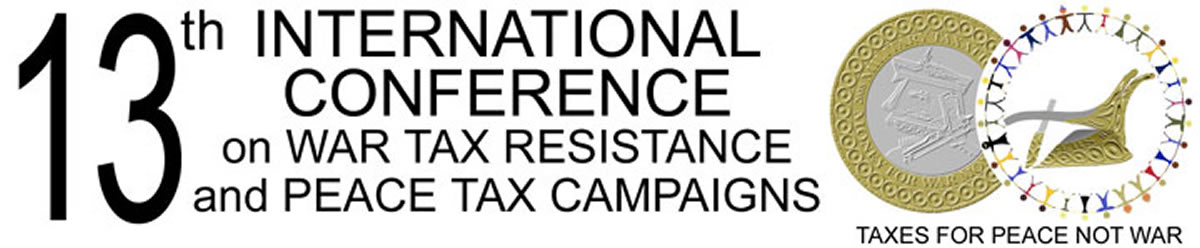 13th INTERNATIONAL
CONFERENCE
on WAR TAX RESISTANCE
and PEACE TAX CAMPAIGNS
TAXES FOR PEACE NOT WAR